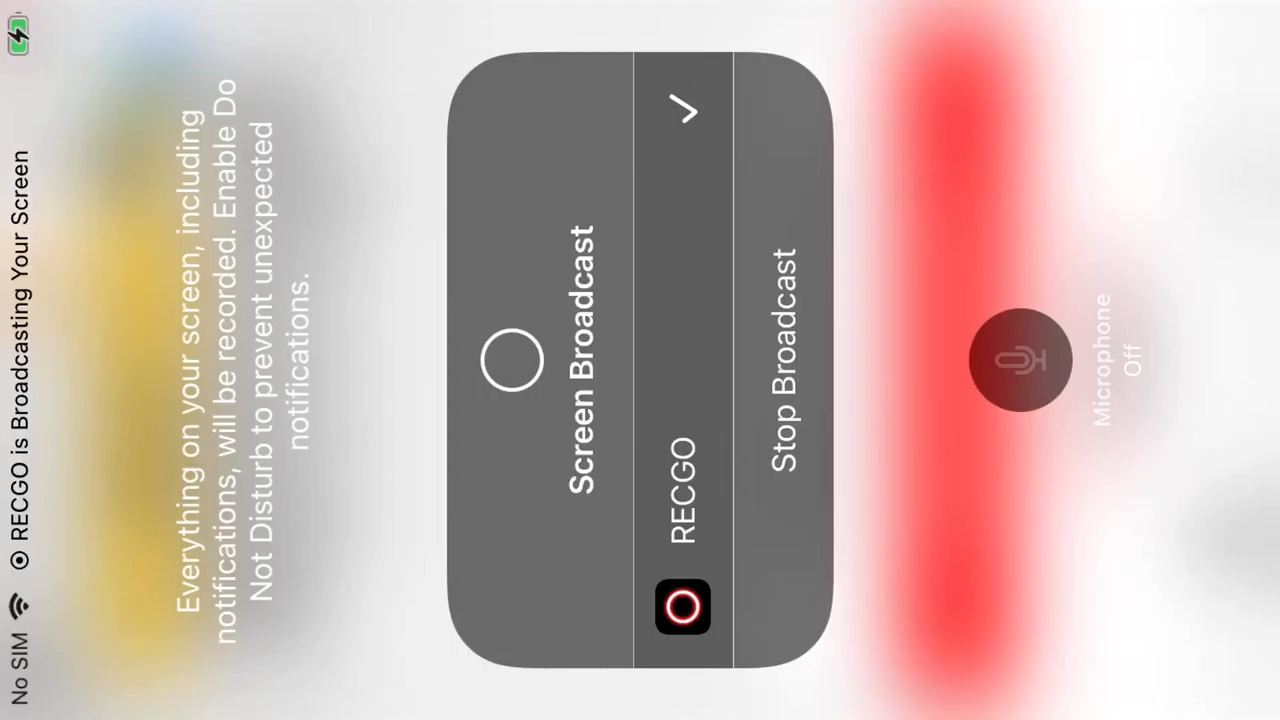 No SIM RECGO is Broadcasting Your Screen
Everything on your screen, including
notifications, will be recorded. Enable Do
Not Disturb to prevent unexpected
notifications.
Screen Broadcast
RECGO
Stop Broadcast
Microphone
Off